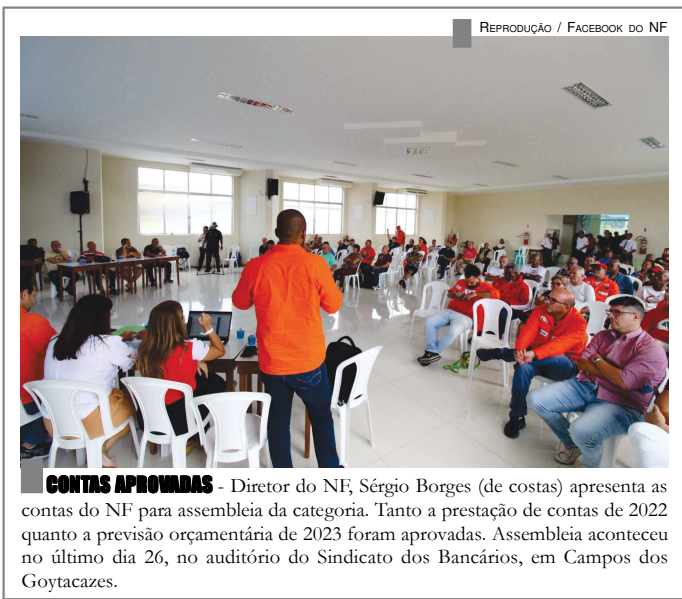 Reprodução / Facebook do NF
CONTAS APROVADAS - Diretor do NF, Sérgio Borges (de costas) apresenta as
contas do NF para assembleia da categoria. Tanto a prestação de contas de 2022
quanto a previsão orçamentária de 2023 foram aprovadas. Assembleia aconteceu
no último dia 26, no auditório do Sindicato dos Bancários, em Campos dos
Goytacazes.